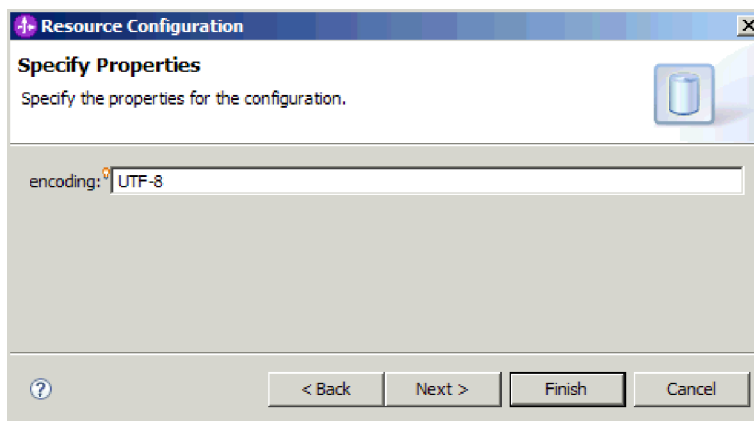 Resource Configuration
Specify Properties
Specify the properties for the configuration.
encoding: UTF-8
? < Back Next > Finish Cancel